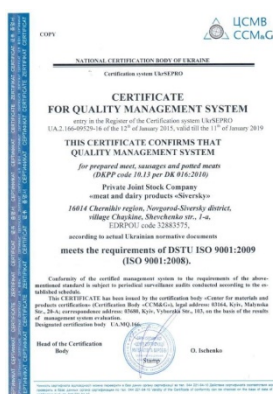 ЦСМВ
CCM&G
COPY
NATIONAL CERTIFICATION BODY OF UKRAINE
Certification system UkrSEPRO
CERTIFICATE
FOR QUALITY MANAGEMENT SYSTEM
entry in the Register of the Certification system UkrSEPRO
UA.2.166-09529-16 of the 12th of January 2015, valid till the 11th of January 2019
THIS CERTIFICATE CONFIRMS THAT
QUALITY MANAGEMENT SYSTEM
for prepared meet, sausages and potted meats
(DKPP code 10.13 per DK 016:2010)
Private Joint Stock Company
«meat and dairy products «Siversky»
16014 Chernihiv region, Novgorod-Siversky district,
village Chaykine, Shevchenko str., 1-a,
EDRPOU code 32883575,
according to actual Ukrainian normative documents
meets the requirements of DSTU ISO 9001:2009
(ISO 9001:2008).
Conformity of the certified management system to the requirements of the above-
mentioned standard is subject to periodical surveillance audits conducted according to the es-
tablished schedule.
This CERTIFICATE has been issued by the certification body «Center for materials and
products certification» (Certification Body «CCM&G»), legal address: 03164, Kyiv, Malynska
Str., 20-A; correspondence address: 03680, Kyiv, Vyborzka Str., 103, on the basis of the results
of management system evaluation.
Designated certification body UA.MQ.166
Head of the Certification
Body
O. Ischenko